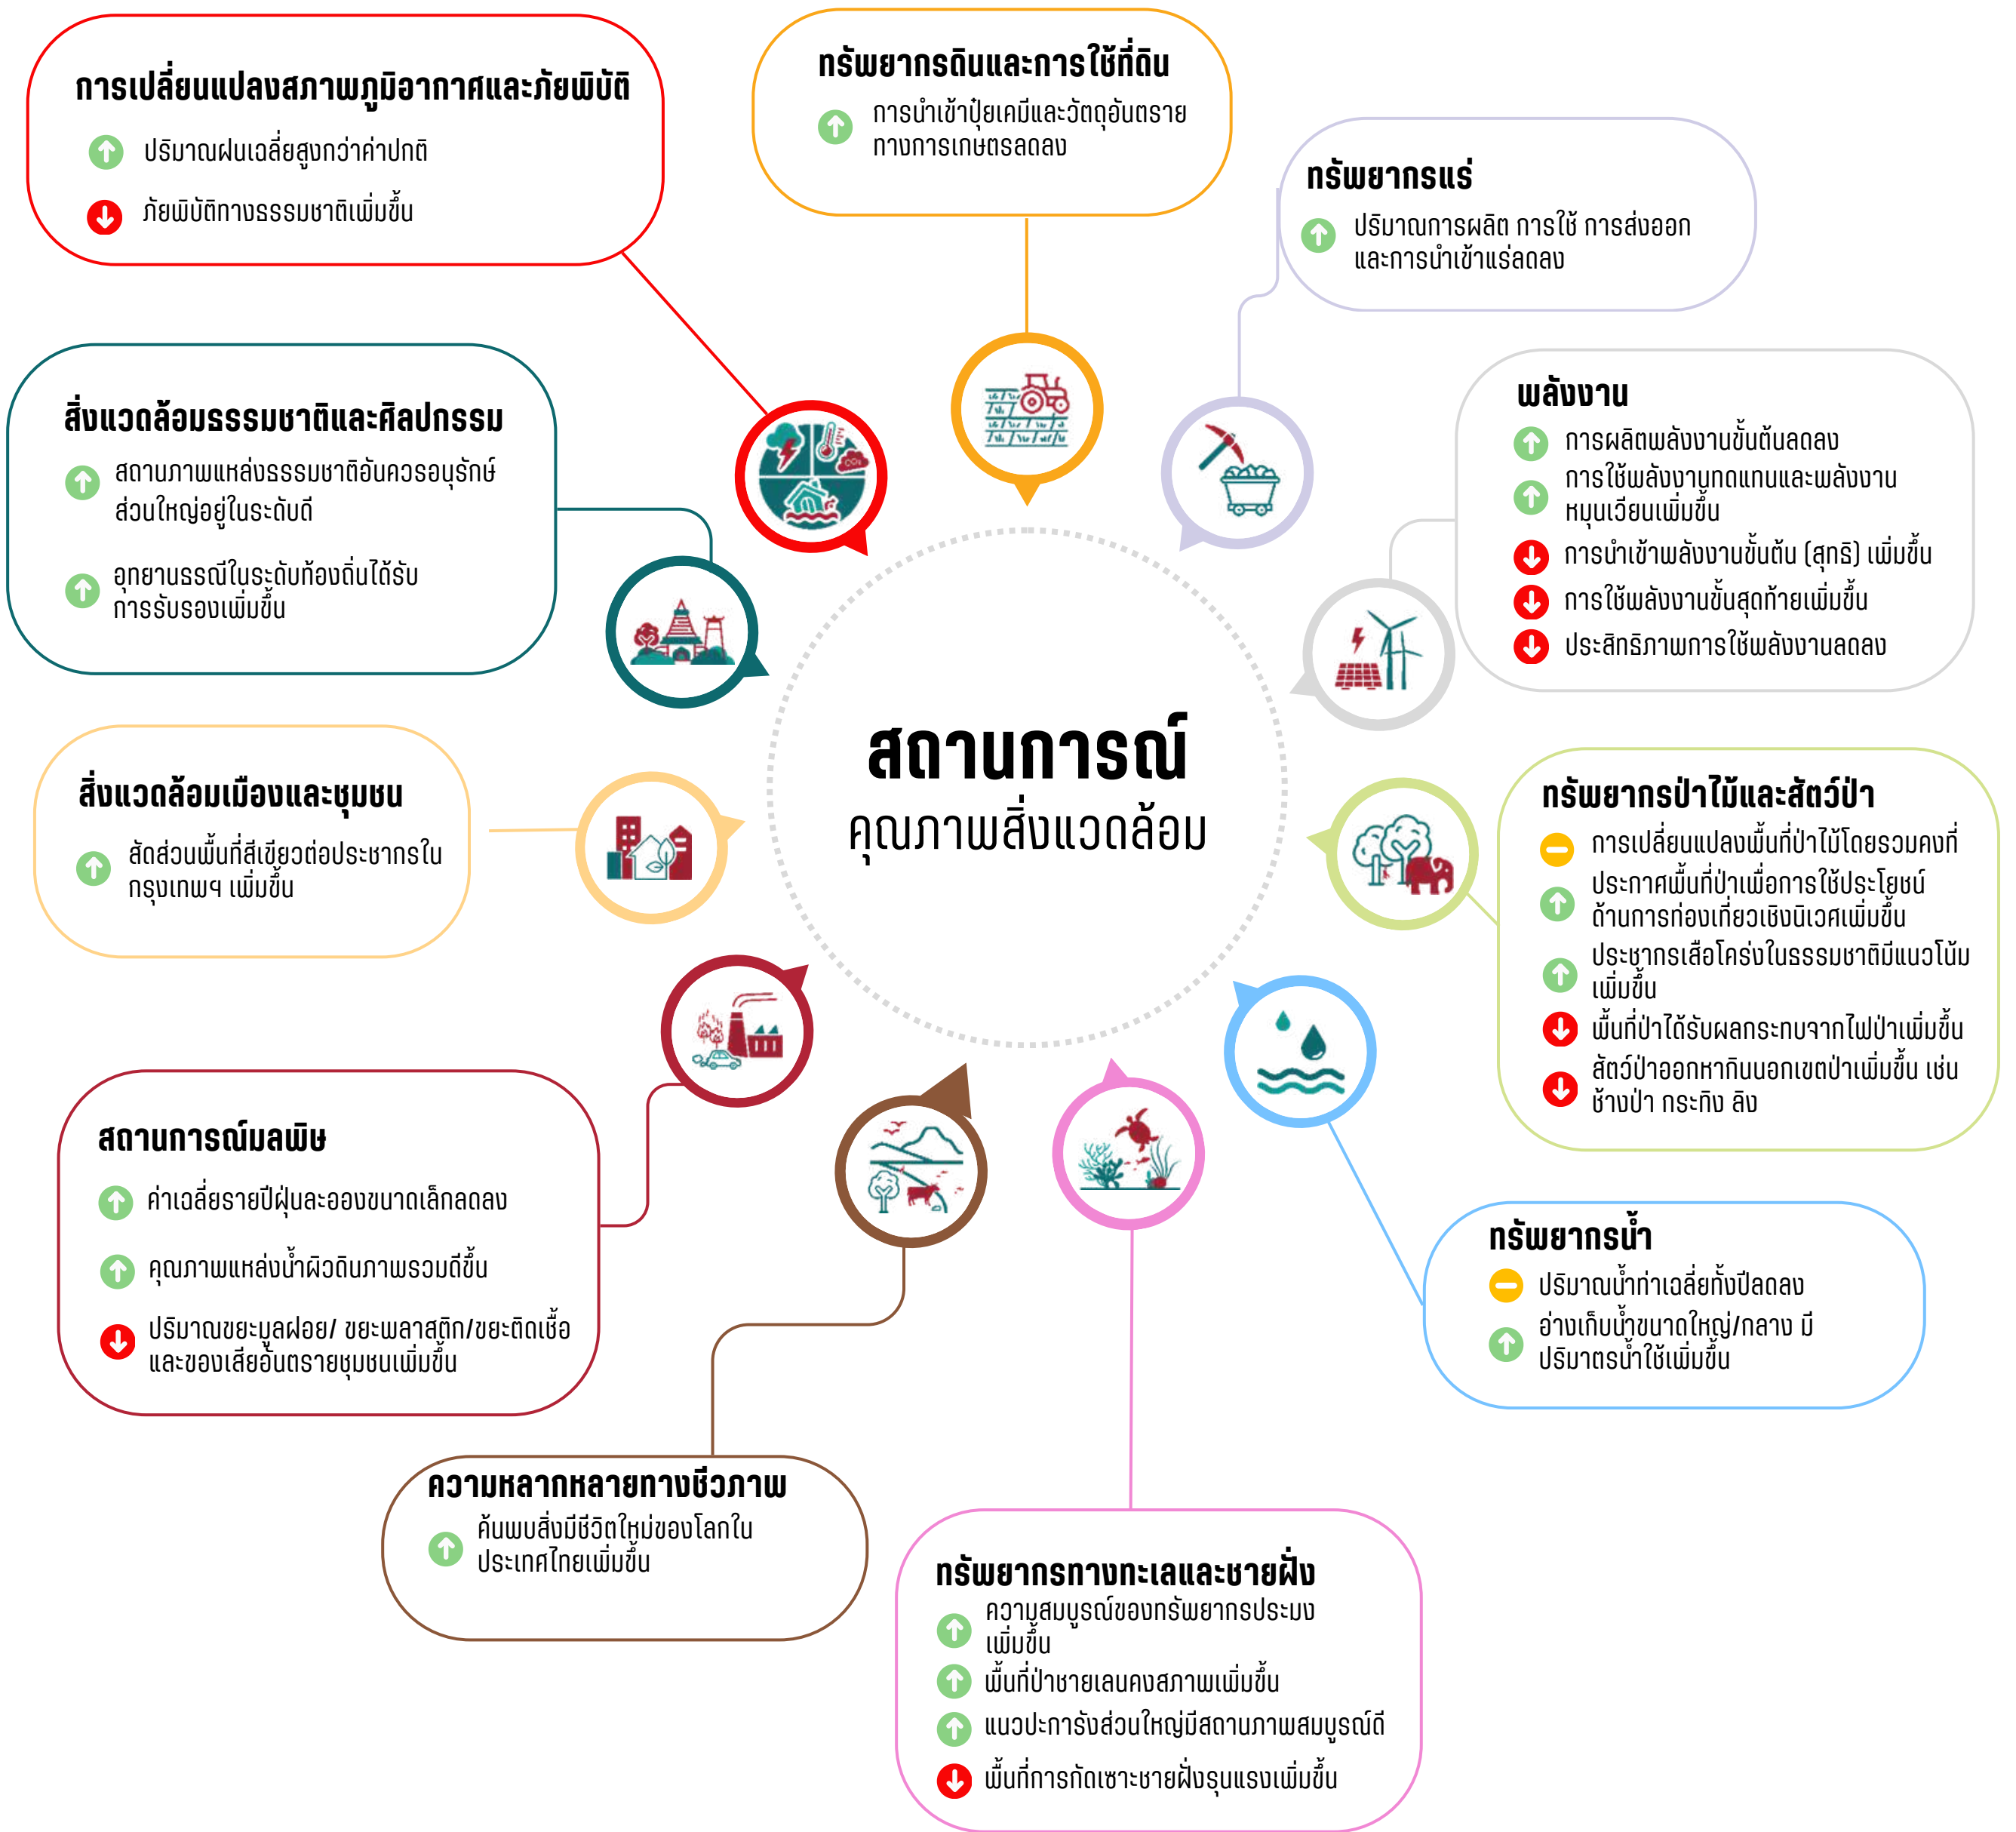 สถานการณ์
คุณภาพสิ่งแวดล้อม
ทรัพยากรดินและการใช้ที่ดิน
การนำเข้าปุ๋ยเคมีและวัตถุอันตราย
ทางการเกษตรลดลง
ทรัพยากรแร่
ปริมาณการผลิต การใช้ การส่งออก
และการนำเข้าแร่ลดลง
พลังงาน
การผลิตพลังงานขั้นต้นลดลง
การใช้พลังงานทดแทนและพลังงาน
หมุนเวียนเพิ่มขึ้น
การนำเข้าพลังงานขั้นต้น (สุทธิ) เพิ่มขึ้น
การใช้พลังงานขั้นสุดท้ายเพิ่มขึ้น
ประสิทธิภาพการใช้พลังงานลดลง
ทรัพยากรป่าไม้และสัตว์ป่า
การเปลี่ยนแปลงพื้นที่ป่าไม้โดยรวมคงที่
ประกาศพื้นที่ป่าเพื่อการใช้ประโยชน์
ด้านการท่องเที่ยวเชิงนิเวศเพิ่มขึ้น
ประชากรเสือโคร่งในธรรมชาติมีแนวโน้ม
เพิ่มขึ้น
พื้นที่ป่าได้รับผลกระทบจากไฟป่าเพิ่มขึ้น
สัตว์ป่าออกหากินนอกเขตป่าเพิ่มขึ้น เช่น
ช้างป่า กระทิง ลิง
ทรัพยากรน้ำ
ปริมาณน้ำท่าเฉลี่ยทั้งปีลดลง
อ่างเก็บน้ำขนาดใหญ่/กลาง มี
ปริมาตรน้ำใช้เพิ่มขึ้น
ทรัพยากรทางทะเลและชายฝั่ง
ความสมบูรณ์ของทรัพยากรประมง
เพิ่มขึ้น
พื้นที่ป่าชายเลนคงสภาพเพิ่มขึ้น
แนวปะการังส่วนใหญ่มีสถานภาพสมบูรณ์ดี
พื้นที่การกัดเซาะชายฝั่งรุนแรงเพิ่มขึ้น
ความหลากหลายทางชีวภาพ
ค้นพบสิ่งมีชีวิตใหม่ของโลกใน
ประเทศไทยเพิ่มขึ้น
สถานการณ์มลพิษ
ค่าเฉลี่ยรายปีฝุ่นละอองขนาดเล็กลดลง
คุณภาพแหล่งน้ำผิวดินภาพรวมดีขึ้น
ปริมาณขยะมูลฝอย/ ขยะพลาสติก/ขยะติดเชื้อ
และของเสียอันตรายชุมชนเพิ่มขึ้น
สิ่งแวดล้อมเมืองและชุมชน
สัดส่วนพื้นที่สีเขียวต่อประชากรใน
กรุงเทพฯ เพิ่มขึ้น
สิ่งแวดล้อมธรรมชาติและศิลปกรรม
สถานภาพแหล่งธรรมชาติอันควรอนุรักษ์
ส่วนใหญ่อยู่ในระดับดี
อุทยานธรณีในระดับท้องถิ่นได้รับ
การรับรองเพิ่มขึ้น
การเปลี่ยนแปลงสภาพภูมิอากาศและภัยพิบัติ
ปริมาณฝนเฉลี่ยสูงกว่าค่าปกติ
ภัยพิบัติทางธรรมชาติเพิ่มขึ้น
CO₂